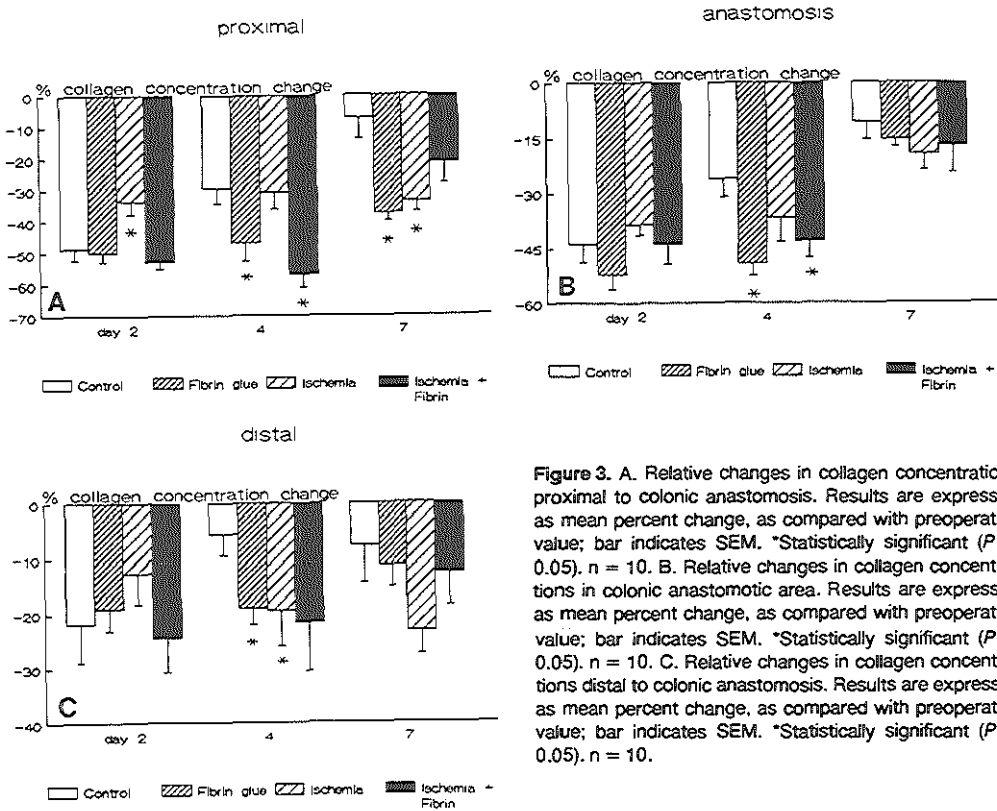 proximal
% collagen concentration change
0
-10
-20
-30
-40
-50
-60
-70
* * * * *
A
day 2 4 7
Control Fibrin glue Ischemia Ischemia + Fibrin
anastomosis
% collagen concentration change
0
-15
-30
-45
-60
* *
B
day 2 4 7
Control Fibrin glue Ischemia Ischemia + Fibrin
distal
% collagen concentration change
0
-10
-20
-30
-40
* *
C
day 2 4 7
Control Fibrin glue Ischemia Ischemia + Fibrin
Figure 3. A. Relative changes in collagen concentratio
proximal to colonic anastomosis. Results are express
as mean percent change, as compared with preoperat
value; bar indicates SEM. *Statistically significant (P
0.05). n = 10. B. Relative changes in collagen concent
tions in colonic anastomotic area. Results are express
as mean percent change, as compared with preoperat
value; bar indicates SEM. *Statistically significant (P
0.05). n = 10. C. Relative changes in collagen concent
tions distal to colonic anastomosis. Results are express
as mean percent change, as compared with preoperat
value; bar indicates SEM. *Statistically significant (P
0.05). n = 10.